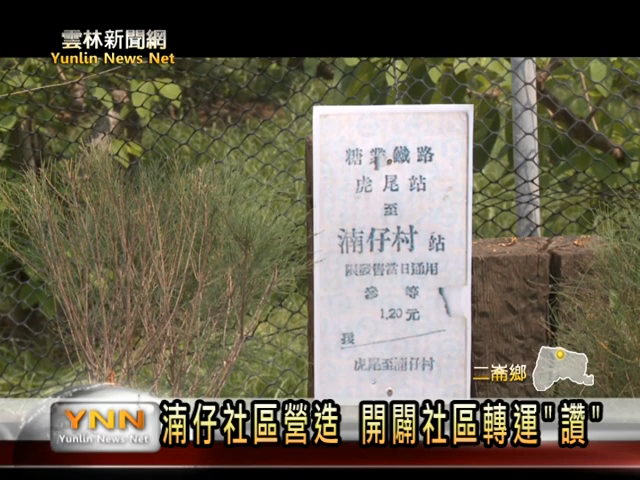 雲林新聞網
Yunlin News Net
糖業鐵路
虎尾站
至
湳仔村站
限發售當日通用
參等
1.20元
虎尾至湳仔村
二崙鄉
YNN
Yunlin News Net
湳仔社區營造 開闢社區轉運"讚"